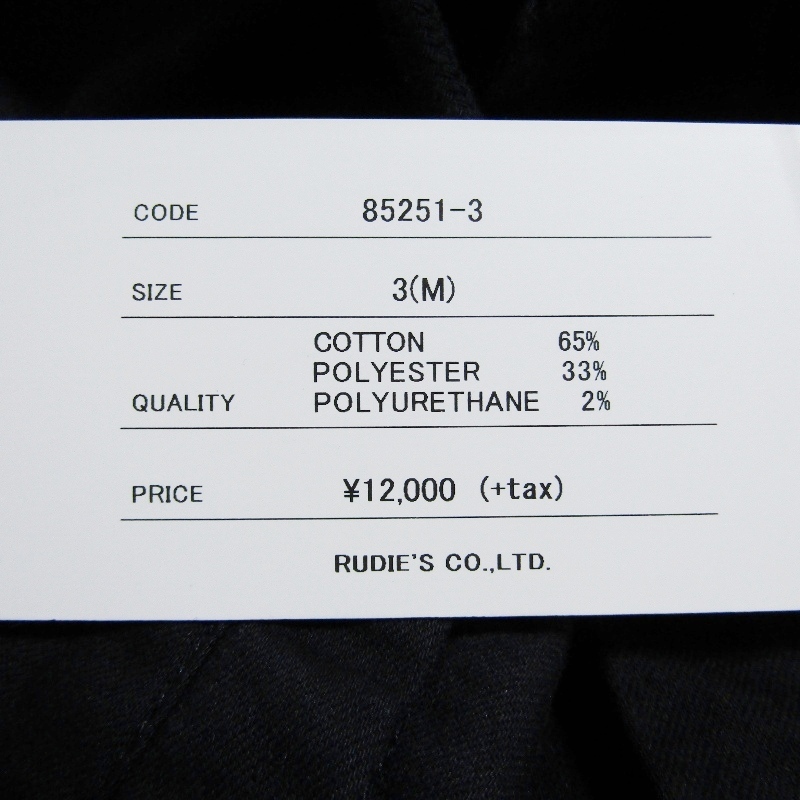 CODE 85251-3
SIZE 3(M)
COTTON 65%
POLYESTER 33%
QUALITY POLYURETHANE 2%
PRICE ¥12,000 (+tax)
RUDIE'S CO.,LTD.